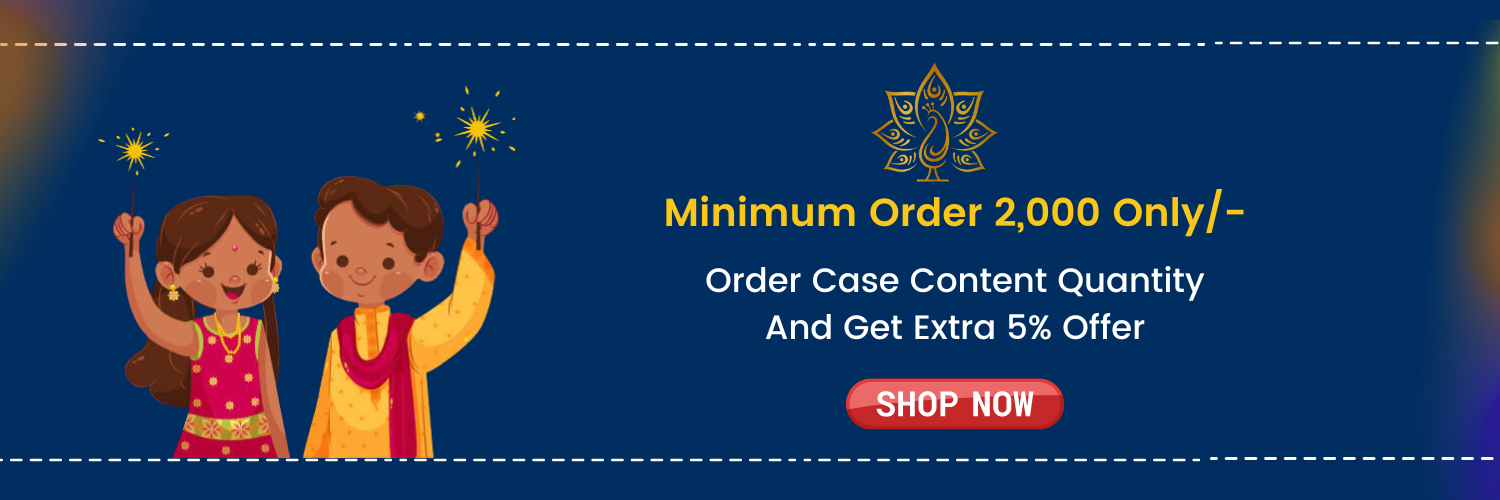 Minimum Order 2,000 Only/-
Order Case Content Quantity
And Get Extra 5% Offer
SHOP NOW